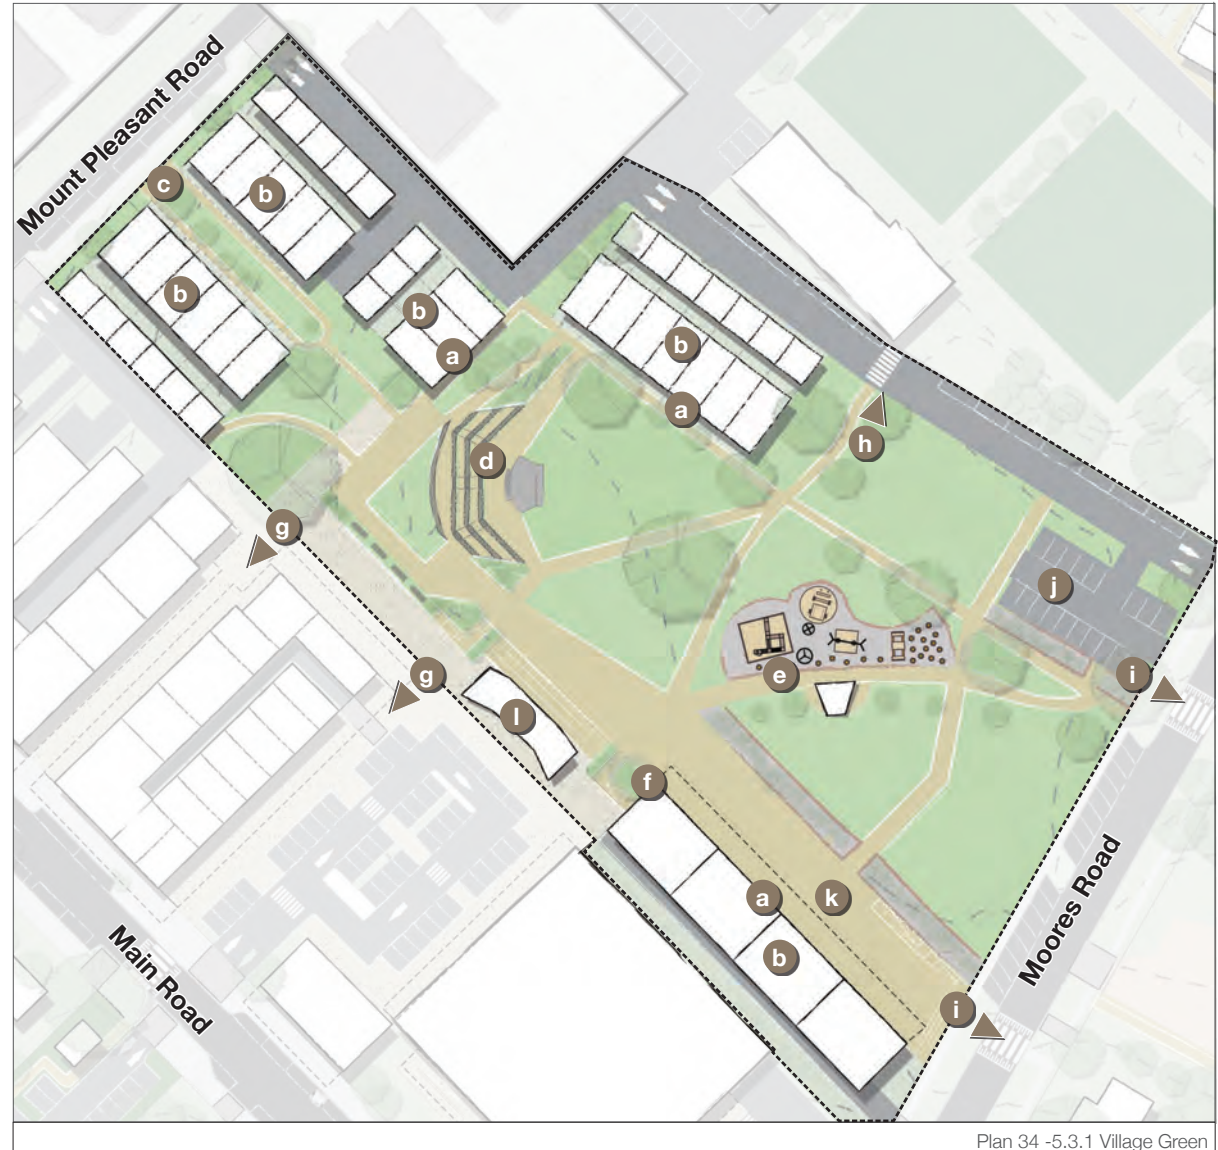 Mount Pleasant Road
c
b
b
b
a
b
a
d
h
g
j
e
g
i
l
f
a
k
b
i
Moores Road
Main Road
Plan 34 -5.3.1 Village Green